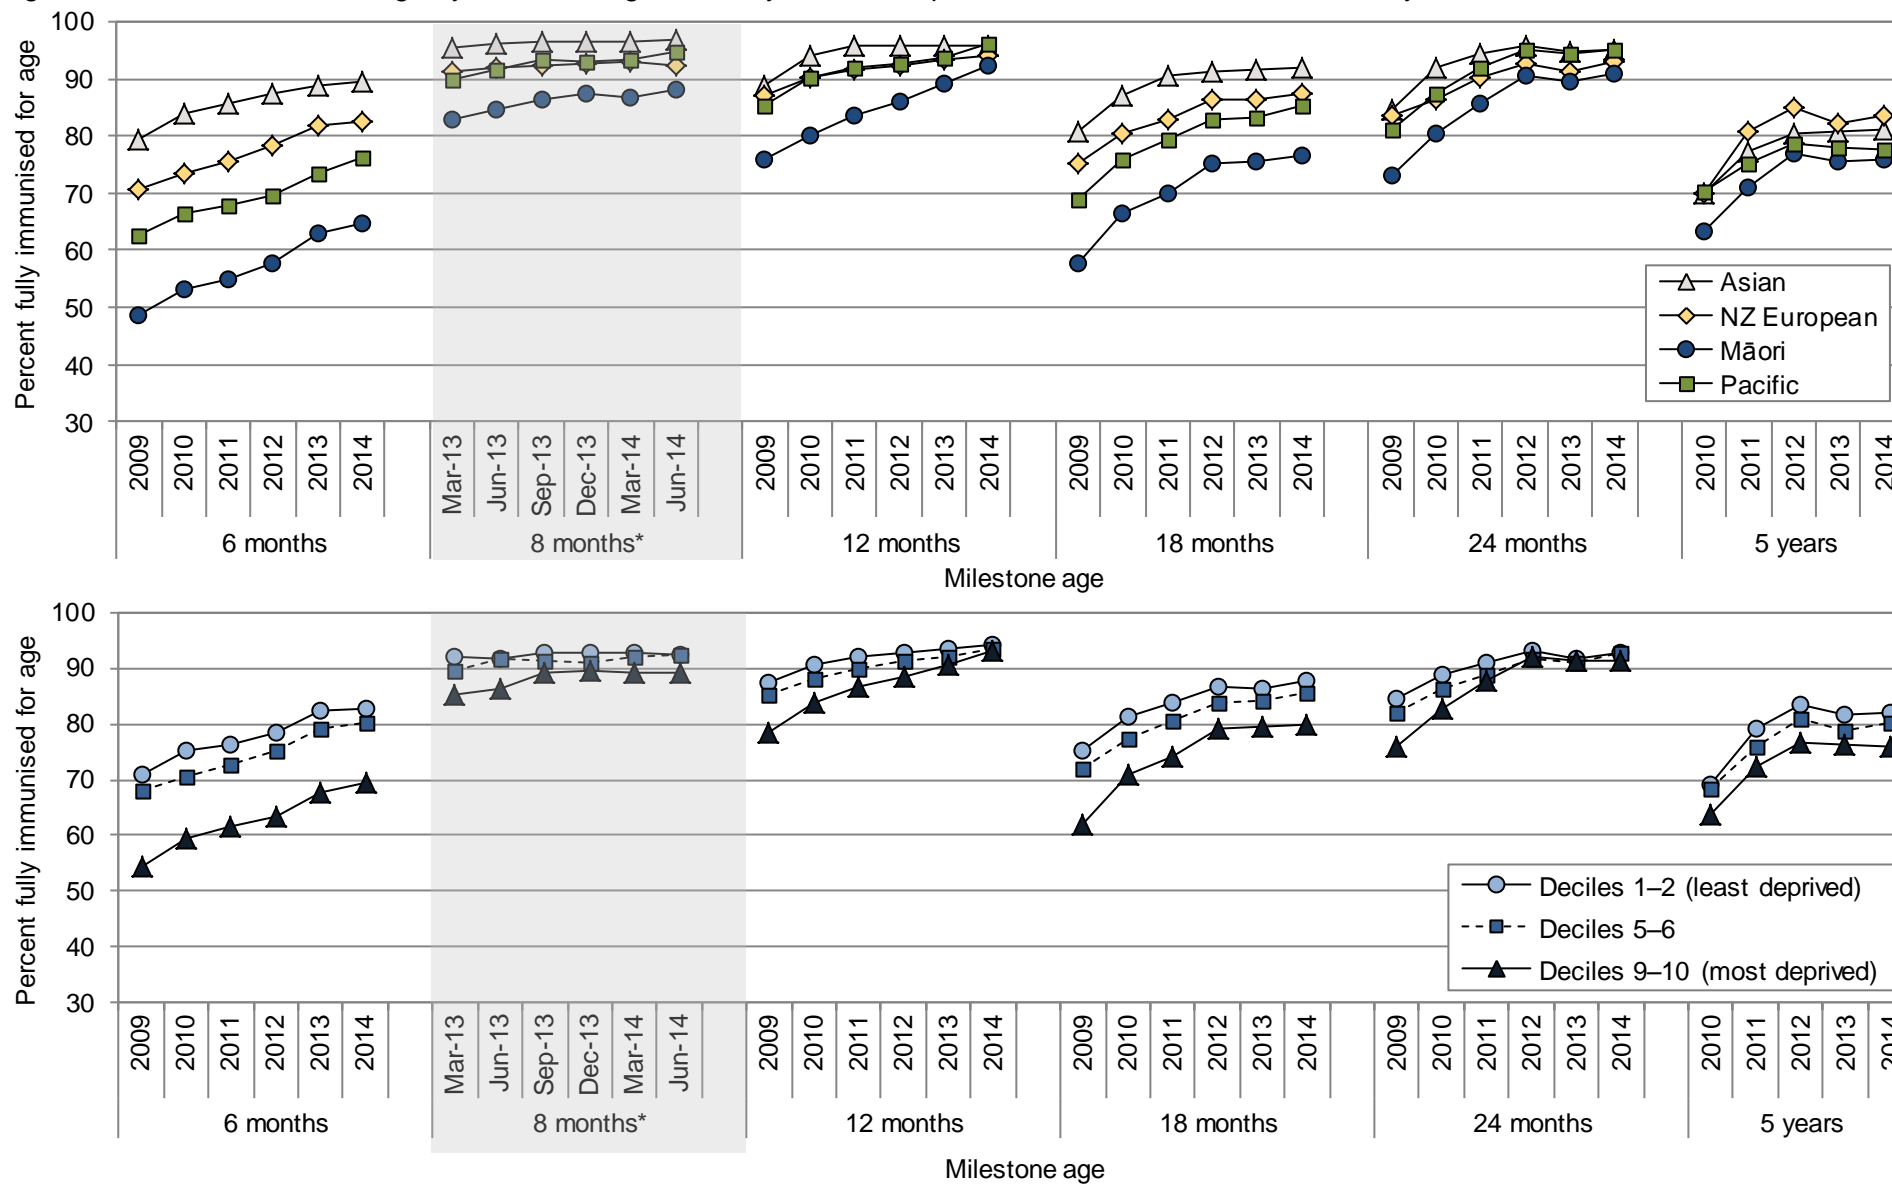 100
90
80
70
60
50
40
30
Percent fully immunised for age
Asian
NZ European
Māori
Pacific
2009 2010 2011 2012 2013 2014 Mar-13 Jun-13 Sep-13 Dec-13 Mar-14 Jun-14 2009 2010 2011 2012 2013 2014 2009 2010 2011 2012 2013 2014 2009 2010 2011 2012 2013 2014 2010 2011 2012 2013 2014
6 months 8 months* 12 months 18 months 24 months 5 years
Milestone age
100
90
80
70
60
50
40
30
Percent fully immunised for age
Deciles 1–2 (least deprived)
Deciles 5–6
Deciles 9–10 (most deprived)
2009 2010 2011 2012 2013 2014 Mar-13 Jun-13 Sep-13 Dec-13 Mar-14 Jun-14 2009 2010 2011 2012 2013 2014 2009 2010 2011 2012 2013 2014 2009 2010 2011 2012 2013 2014 2010 2011 2012 2013 2014
6 months 8 months* 12 months 18 months 24 months 5 years
Milestone age